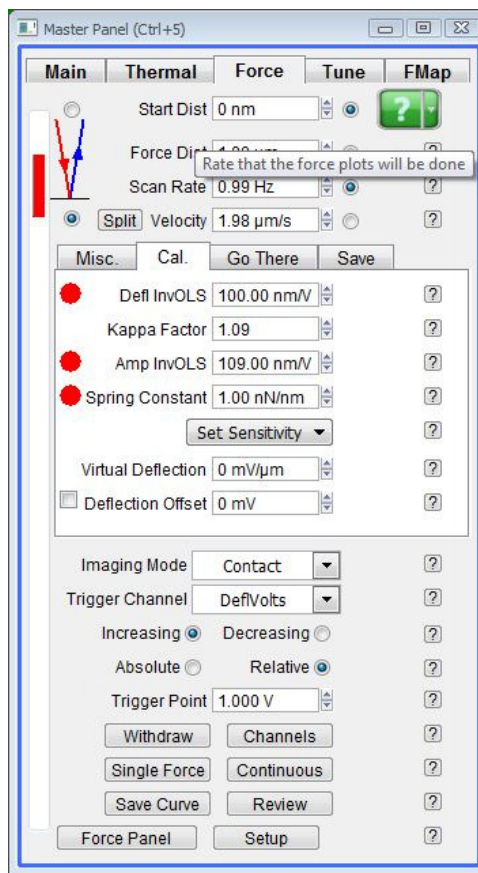 Master Panel (Ctrl+5)
Main Thermal Force Tune FMap
Start Dist 0 nm ?
Force Dist ?
Rate that the force plots will be done
Scan Rate 0.99 Hz ?
Split Velocity 1.98 µm/s ?
Misc. Cal. Go There Save
Defl InvOLS 100.00 nm/V ?
Kappa Factor 1.09 ?
Amp InvOLS 109.00 nm/V ?
Spring Constant 1.00 nN/nm ?
Set Sensitivity ?
Virtual Deflection 0 mV/µm ?
Deflection Offset 0 mV ?
Imaging Mode Contact ?
Trigger Channel DeflVolts ?
Increasing Decreasing ?
Absolute Relative ?
Trigger Point 1.000 V ?
Withdraw Channels ?
Single Force Continuous ?
Save Curve Review ?
Force Panel Setup ?